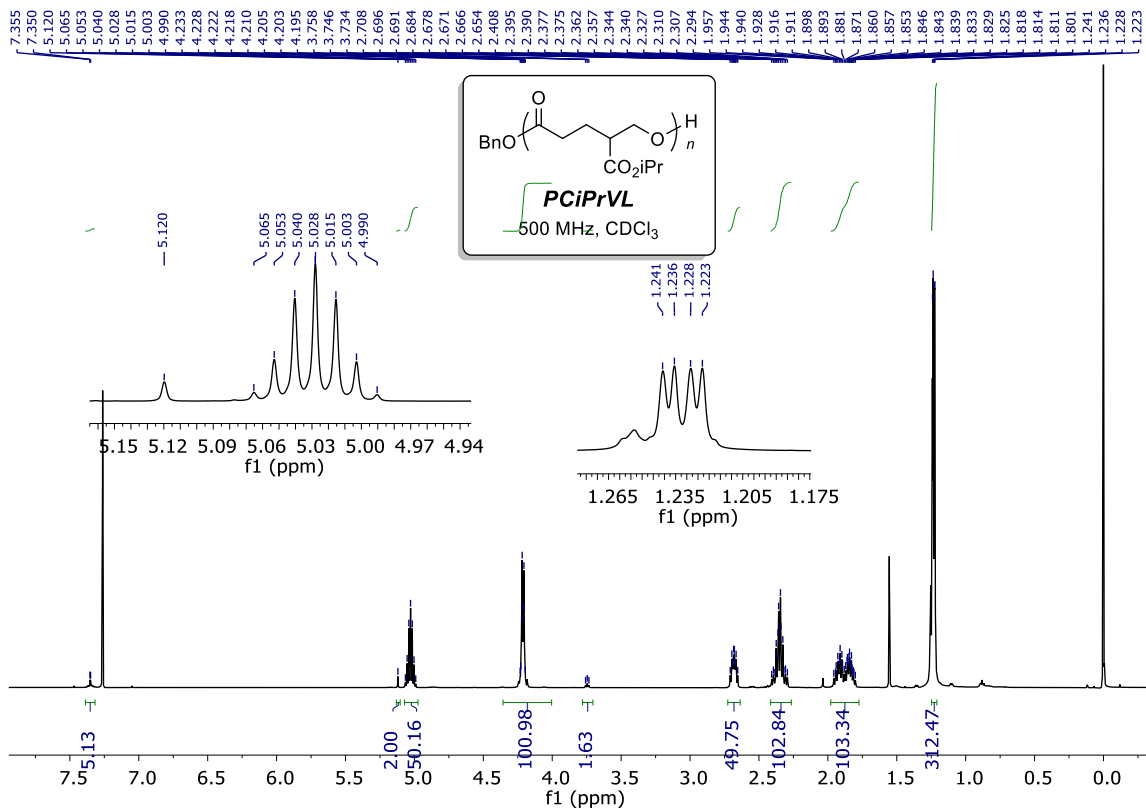 7.355 7.350 5.120 5.065 5.053 5.040 5.028 5.015 5.003 4.990 4.233 4.228 4.222 4.218 4.210 4.205 4.203 4.195 3.758 3.746 3.734 2.708 2.696 2.691 2.684 2.678 2.671 2.666 2.654 2.408 2.395 2.390 2.377 2.375 2.362 2.357 2.344 2.340 2.327 2.310 2.307 2.294 1.957 1.944 1.940 1.928 1.916 1.911 1.898 1.893 1.881 1.871 1.860 1.857 1.853 1.846 1.843 1.839 1.833 1.829 1.825 1.818 1.814 1.811 1.801 1.241 1.236 1.228 1.223
O
BnO ( O ) H
n
CO2iPr
PCiPrVL
500 MHz, CDCl3
5.120 5.065 5.053 5.040 5.028 5.015 5.003 4.990
1.241 1.236 1.228 1.223
5.15 5.12 5.09 5.06 5.03 5.00 4.97 4.94
f1 (ppm)
1.265 1.235 1.205 1.175
f1 (ppm)
5.13 2.00 50.16 100.98 1.63 49.75 102.84 103.34 312.47
7.5 7.0 6.5 6.0 5.5 5.0 4.5 4.0 3.5 3.0 2.5 2.0 1.5 1.0 0.5 0.0
f1 (ppm)